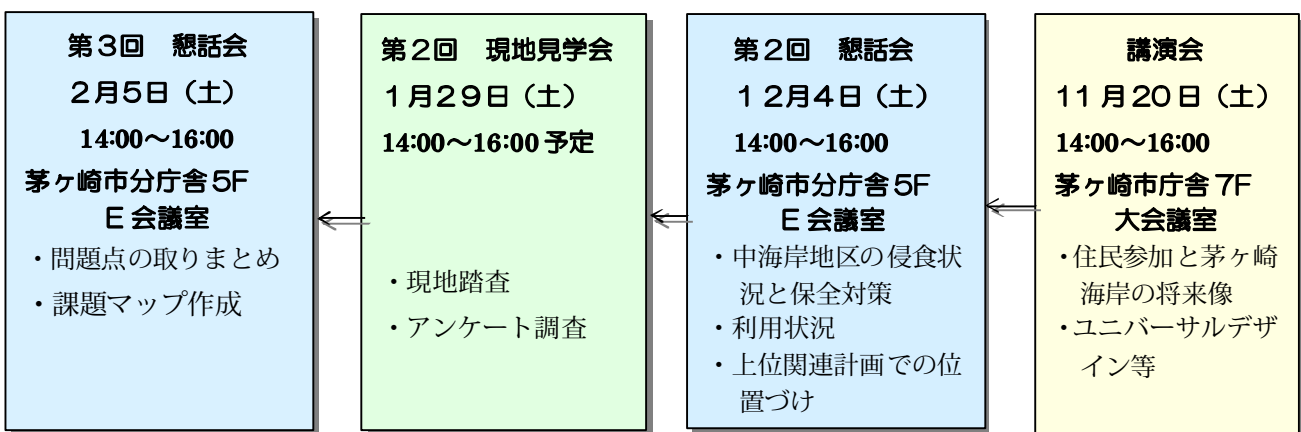 第３回　懇話会
２月５日（土）
14:00～16:00
茅ヶ崎市分庁舎５F
E 会議室
・問題点の取りまとめ
・課題マップ作成
第２回　現地見学会
１月２９日（土）
14:00～16:00 予定
・現地踏査
・アンケート調査
第２回　懇話会
１２月４日（土）
14:00～16:00
茅ヶ崎市分庁舎５F
E 会議室
・中海岸地区の侵食状
況と保全対策
・利用状況
・上位関連計画での位
置づけ
講演会
11 月 20 日（土）
14:00～16:00
茅ヶ崎市庁舎 7F
大会議室
・住民参加と茅ヶ崎
海岸の将来像
・ユニバーサルデザ
イン等